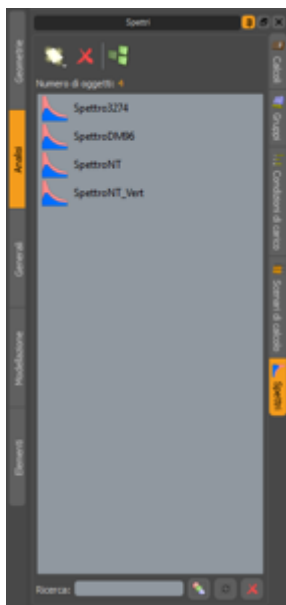 Spettri
Numero di oggetti: 4
Spettro3274
SpettroDM96
SpettroNT
SpettroNT_Vert
Ricerca:
Geometrie
Analisi
Generali
Modellazione
Elementi
Calcoli
Gruppi
Condizioni di carico
Scenari di calcolo
Spettri